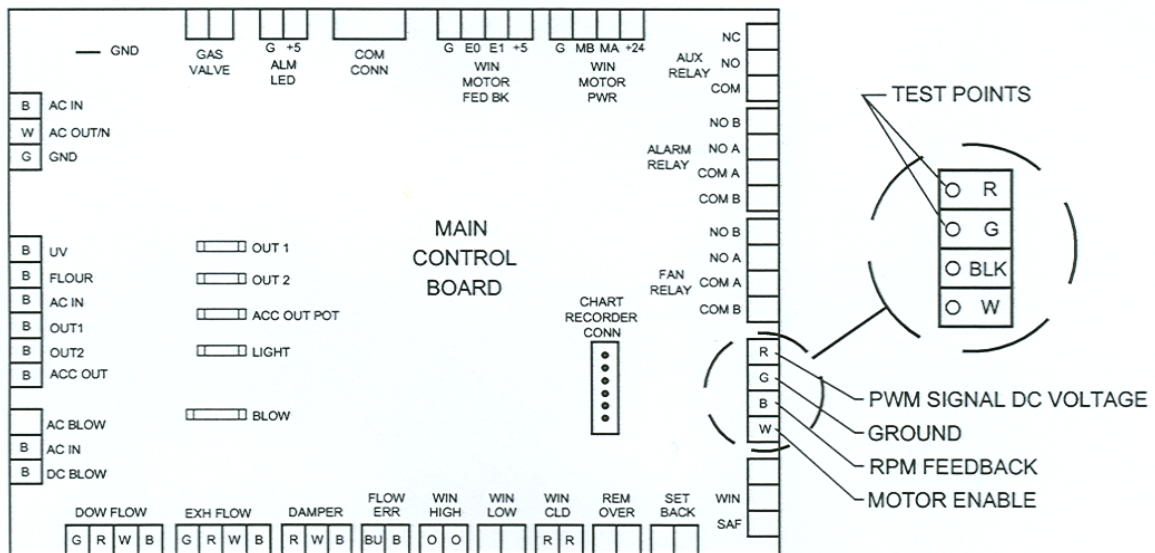 GND
GAS
VALVE
G +5
ALM
LED
COM
CONN
G E0 E1 +5
WIN
MOTOR
FED BK
G MB MA +24
WIN
MOTOR
PWR
NC
NO
COM
AUX
RELAY
B AC IN
W AC OUT/N
G GND
NO B
NO A
COM A
COM B
ALARM
RELAY
TEST POINTS
R
G
BLK
W
MAIN
CONTROL
BOARD
NO B
NO A
COM A
COM B
FAN
RELAY
B UV
B FLOUR
B AC IN
B OUT1
B OUT2
B ACC OUT
OUT 1
OUT 2
ACC OUT POT
LIGHT
BLOW
CHART
RECORDER
CONN
R
G
B
W
PWM SIGNAL DC VOLTAGE
GROUND
RPM FEEDBACK
MOTOR ENABLE
AC BLOW
B AC IN
B DC BLOW
WIN
SAF
DOW FLOW
G R W B
EXH FLOW
G R W B
DAMPER
R W B
FLOW
ERR
BU B
WIN
HIGH
O O
WIN
LOW
WIN
CLD
R R
REM
OVER
SET
BACK